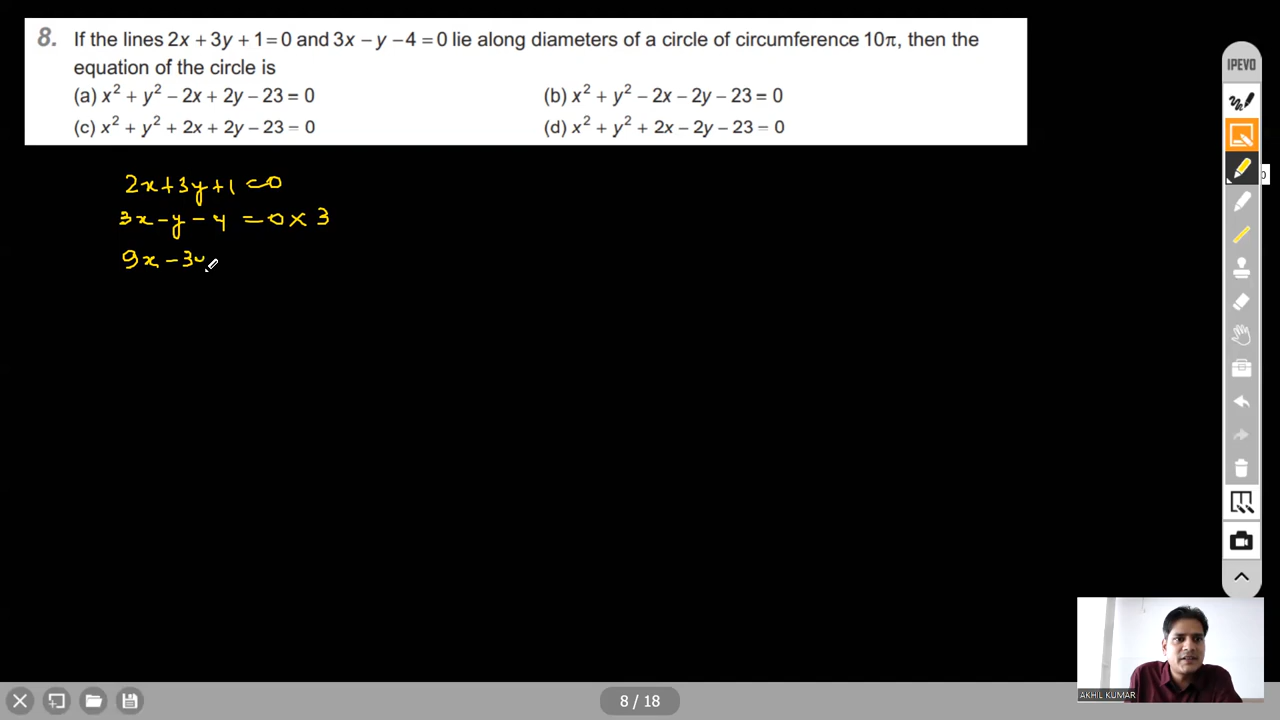 8. If the lines 2x + 3y + 1 = 0 and 3x − y − 4 = 0 lie along diameters of a circle of circumference 10π, then the
equation of the circle is
(a) x² + y² − 2x + 2y − 23 = 0 (b) x² + y² − 2x − 2y − 23 = 0
(c) x² + y² + 2x + 2y − 23 = 0 (d) x² + y² + 2x − 2y − 23 = 0
2x+3y+1=0
3x-y-4=0×3
9x-3y
IPEVO
0
8 / 18
AKHIL KUMAR